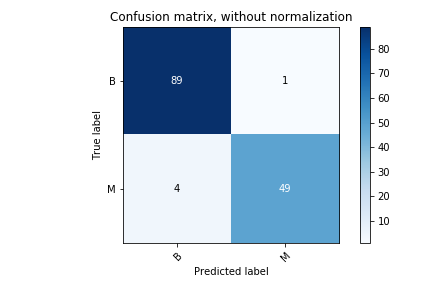 Confusion matrix, without normalization
True label
B
89
1
M
4
49
B
M
Predicted label
80
70
60
50
40
30
20
10